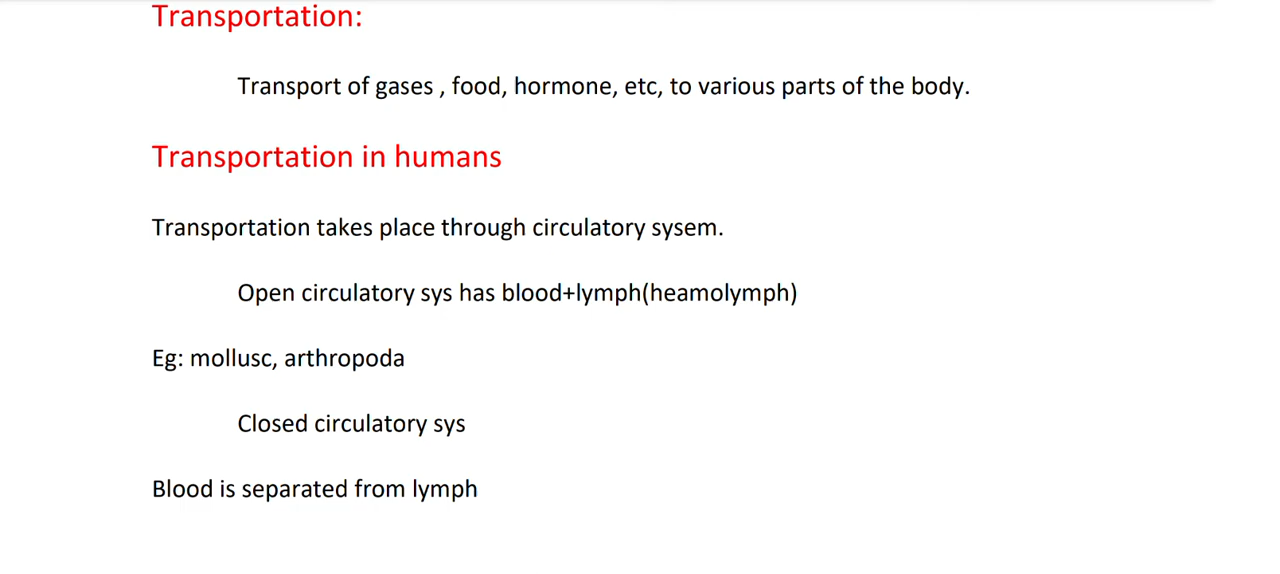 Transportation:
Transport of gases , food, hormone, etc, to various parts of the body.
Transportation in humans
Transportation takes place through circulatory sysem.
Open circulatory sys has blood+lymph(heamolymph)
Eg: mollusc, arthropoda
Closed circulatory sys
Blood is separated from lymph